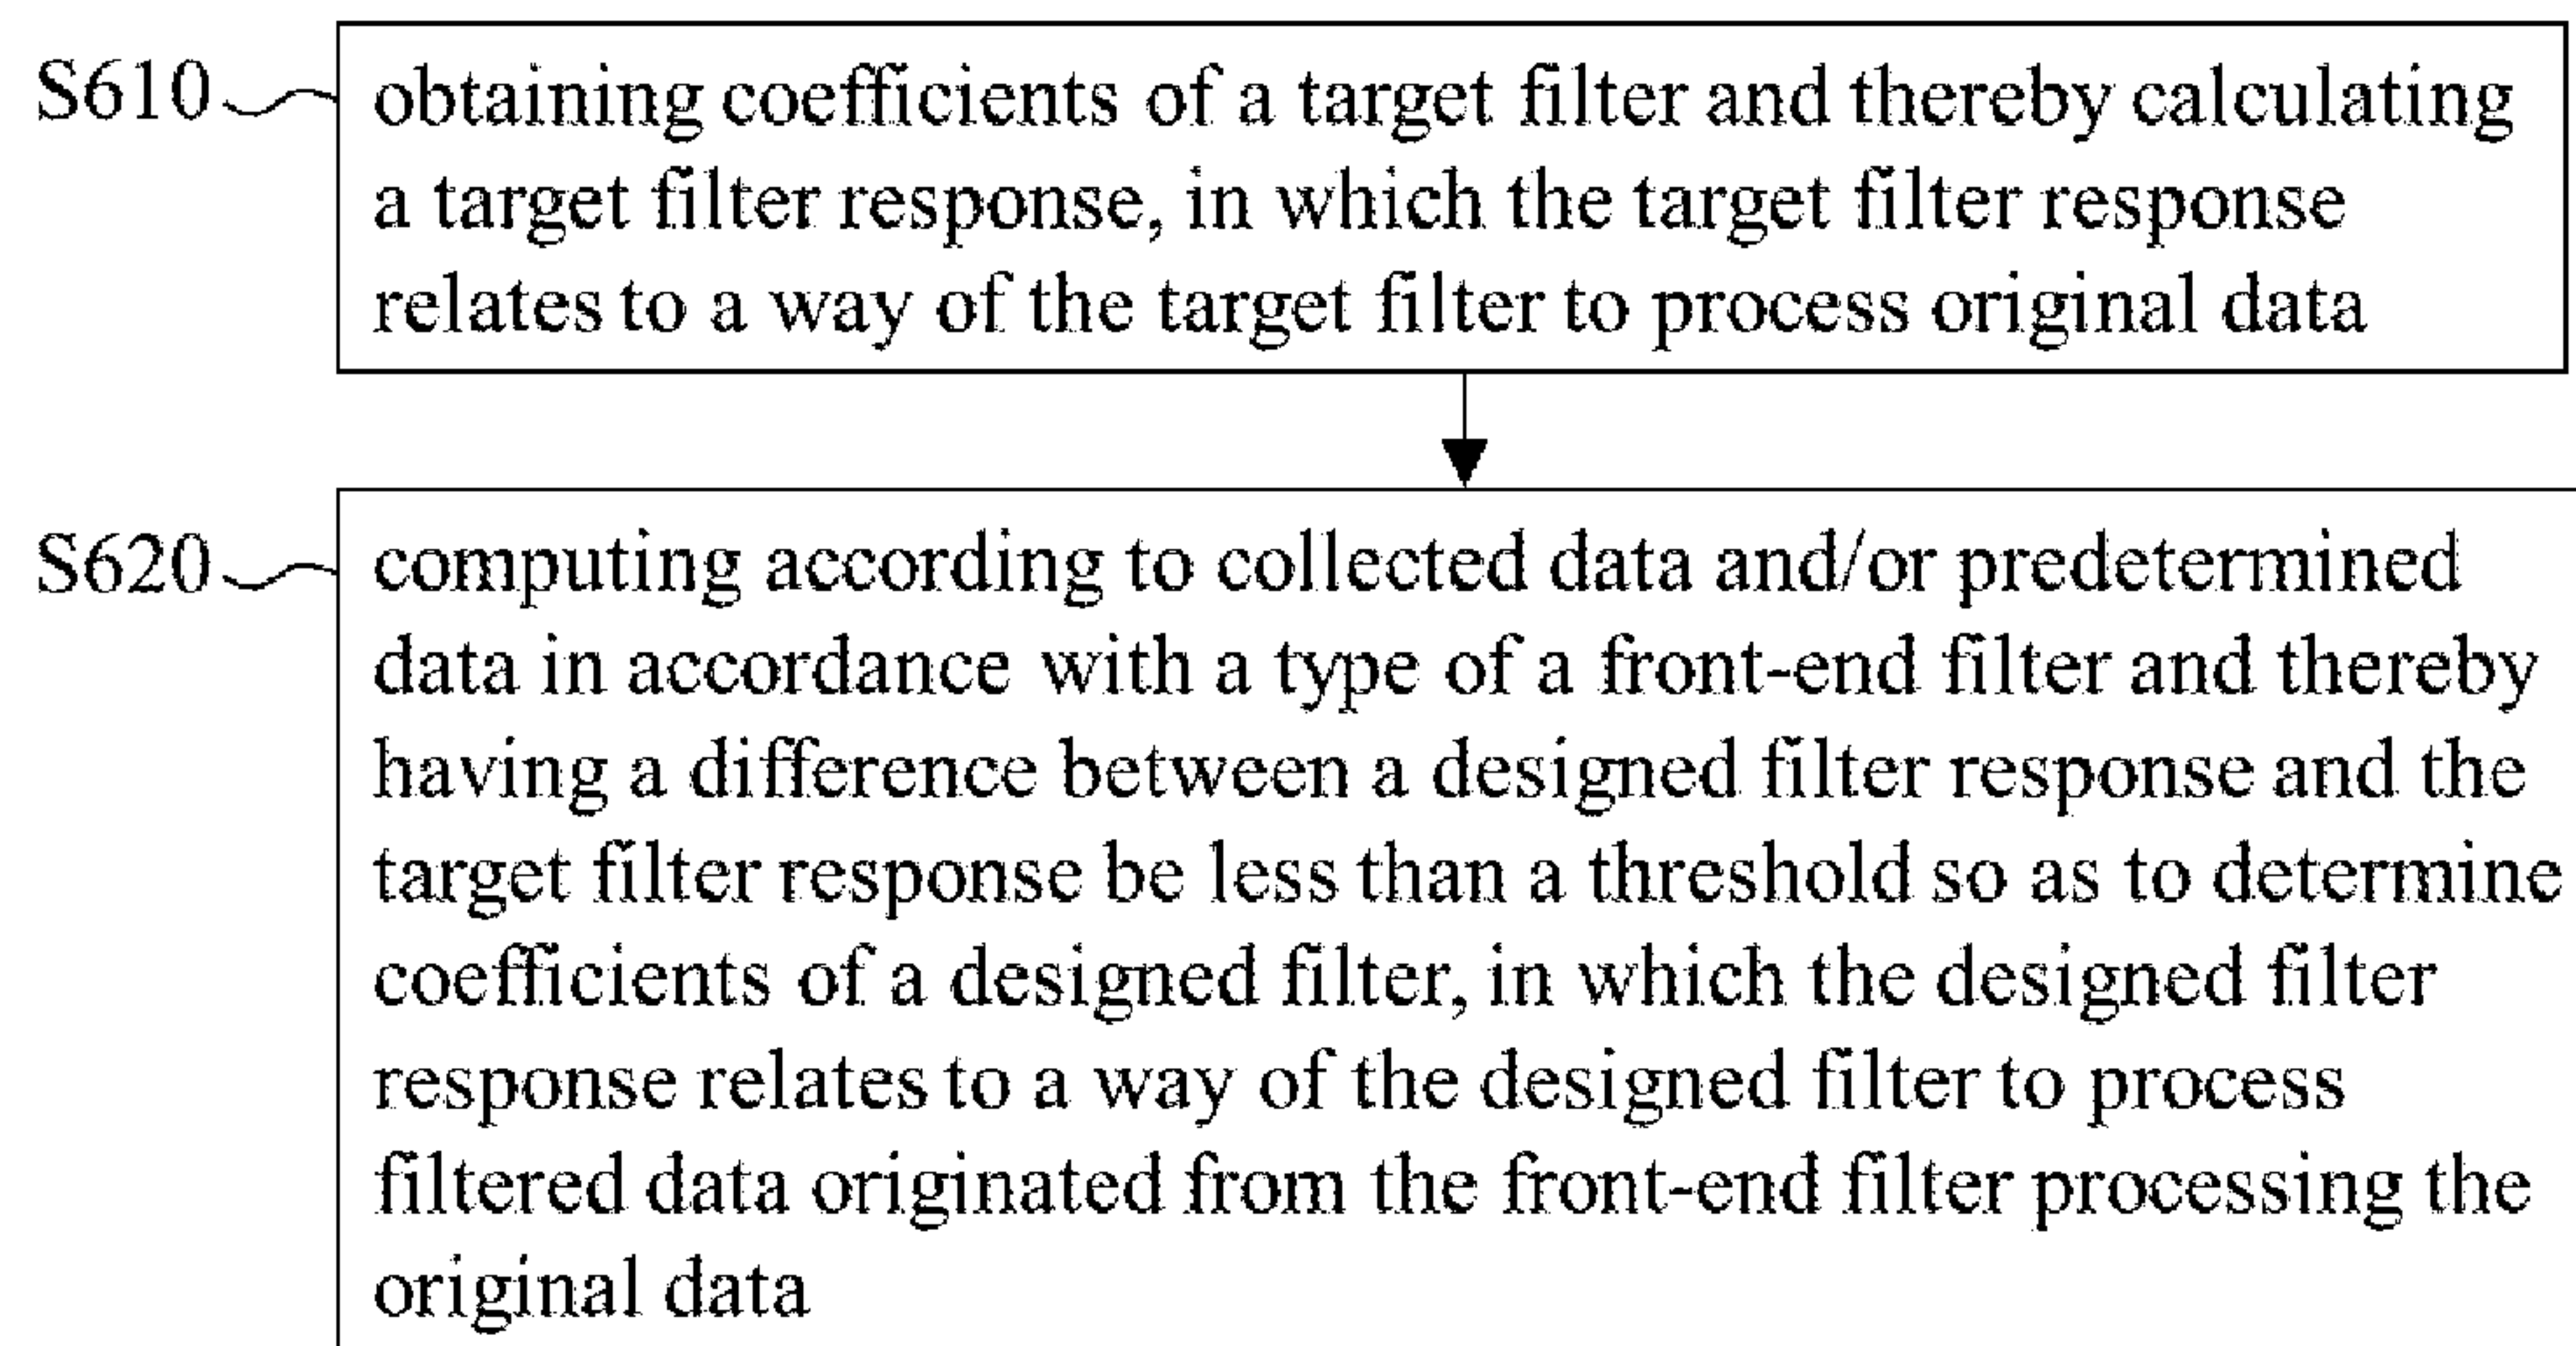 S610
obtaining coefficients of a target filter and thereby calculating
a target filter response, in which the target filter response
relates to a way of the target filter to process original data
S620
computing according to collected data and/or predetermined
data in accordance with a type of a front-end filter and thereby
having a difference between a designed filter response and the
target filter response be less than a threshold so as to determine
coefficients of a designed filter, in which the designed filter
response relates to a way of the designed filter to process
filtered data originated from the front-end filter processing the
original data